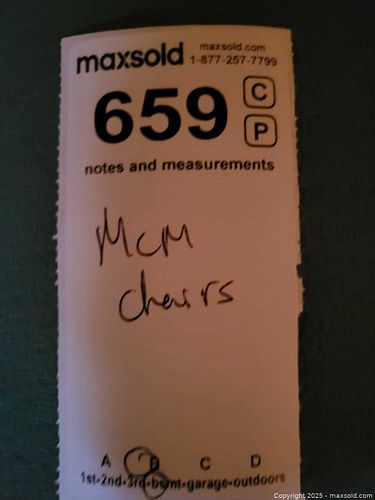 maxsold
maxsold.com
1-877-257-7799
659
C
P
notes and measurements
MCM
chairs
A B C D
1st-2nd-3rd-bsmt-garage-outdoors
Copyright 2025 - maxsold.com